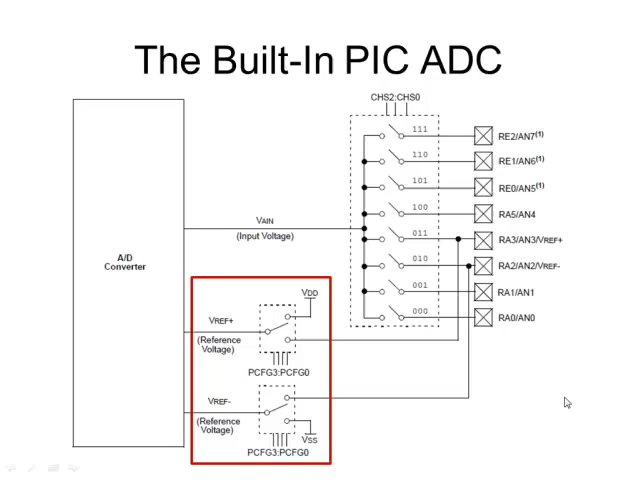 The Built-In PIC ADC
CHS2:CHS0
111
RE2/AN7(1)
110
RE1/AN6(1)
101
RE0/AN5(1)
100
RA5/AN4
VAIN
(Input Voltage)
011
RA3/AN3/VREF+
A/D
Converter
010
RA2/AN2/VREF-
001
RA1/AN1
000
RA0/AN0
VDD
VREF+
(Reference
Voltage)
PCFG3:PCFG0
VREF-
(Reference
Voltage)
VSS
PCFG3:PCFG0